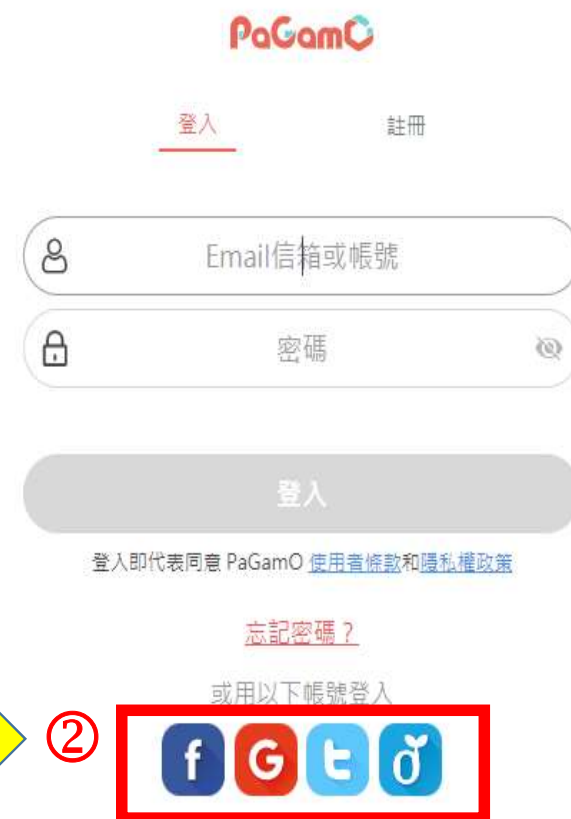 PaGamO
登入 註冊
Email信箱或帳號
密碼
登入
登入即代表同意 PaGamO 使用者條款和隱私權政策
忘記密碼？
或用以下帳號登入
② f G t